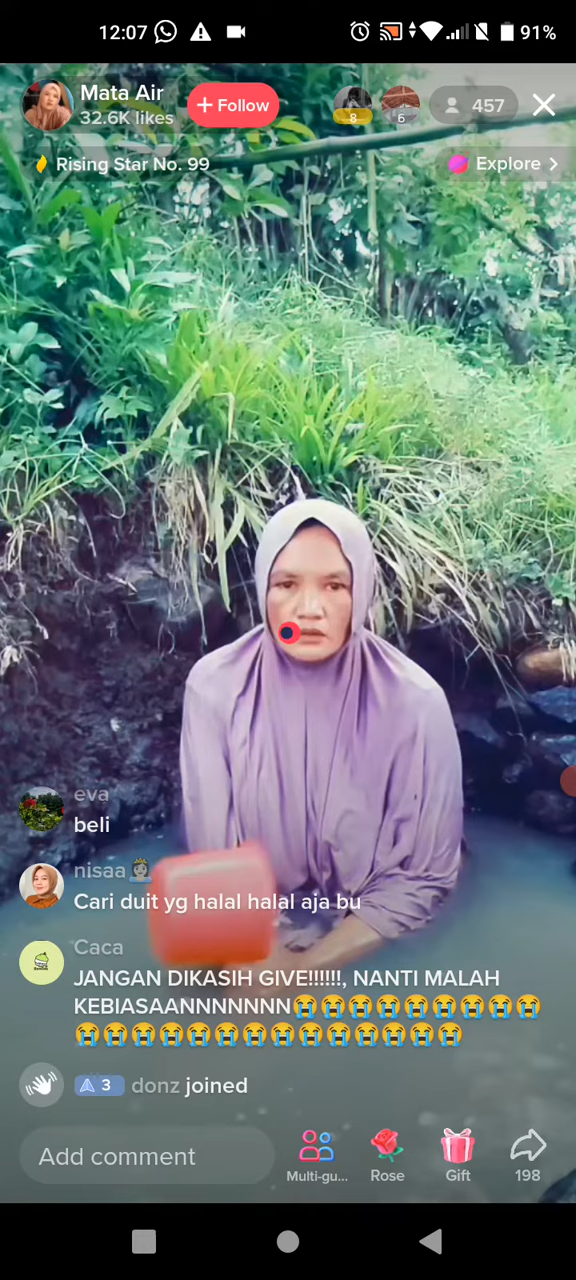 12:07
91%
Mata Air
32.6K likes
+ Follow
8
6
457
Rising Star No. 99
Explore >
eva
beli
nisaa👸🏼
Cari duit yg halal halal aja bu
Caca
JANGAN DIKASIH GIVE!!!!!!, NANTI MALAH
KEBIASAANNNNNNN😭😭😭😭😭😭😭😭😭
😭😭😭😭😭😭😭😭😭😭😭😭😭😭
3 donz joined
Add comment
Multi-gu...
Rose
Gift
198